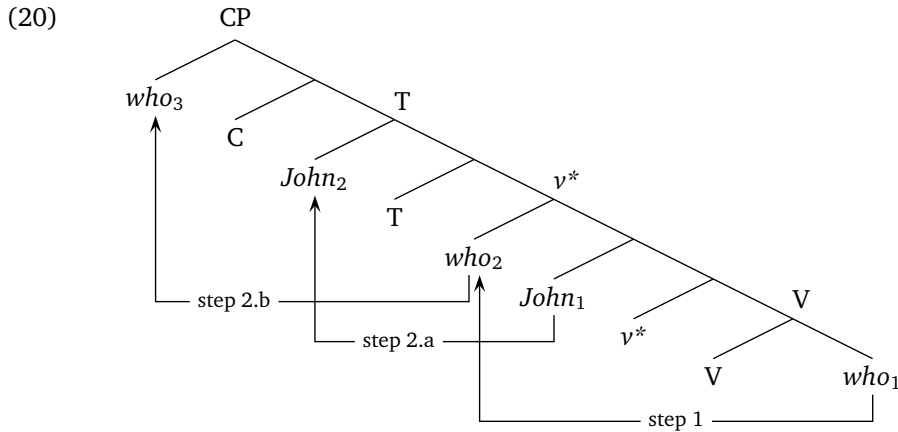 (20) CP
who₃
C
T
John₂
T
v*
who₂
John₁
v*
V
V
who₁
step 2.b
step 2.a
step 1